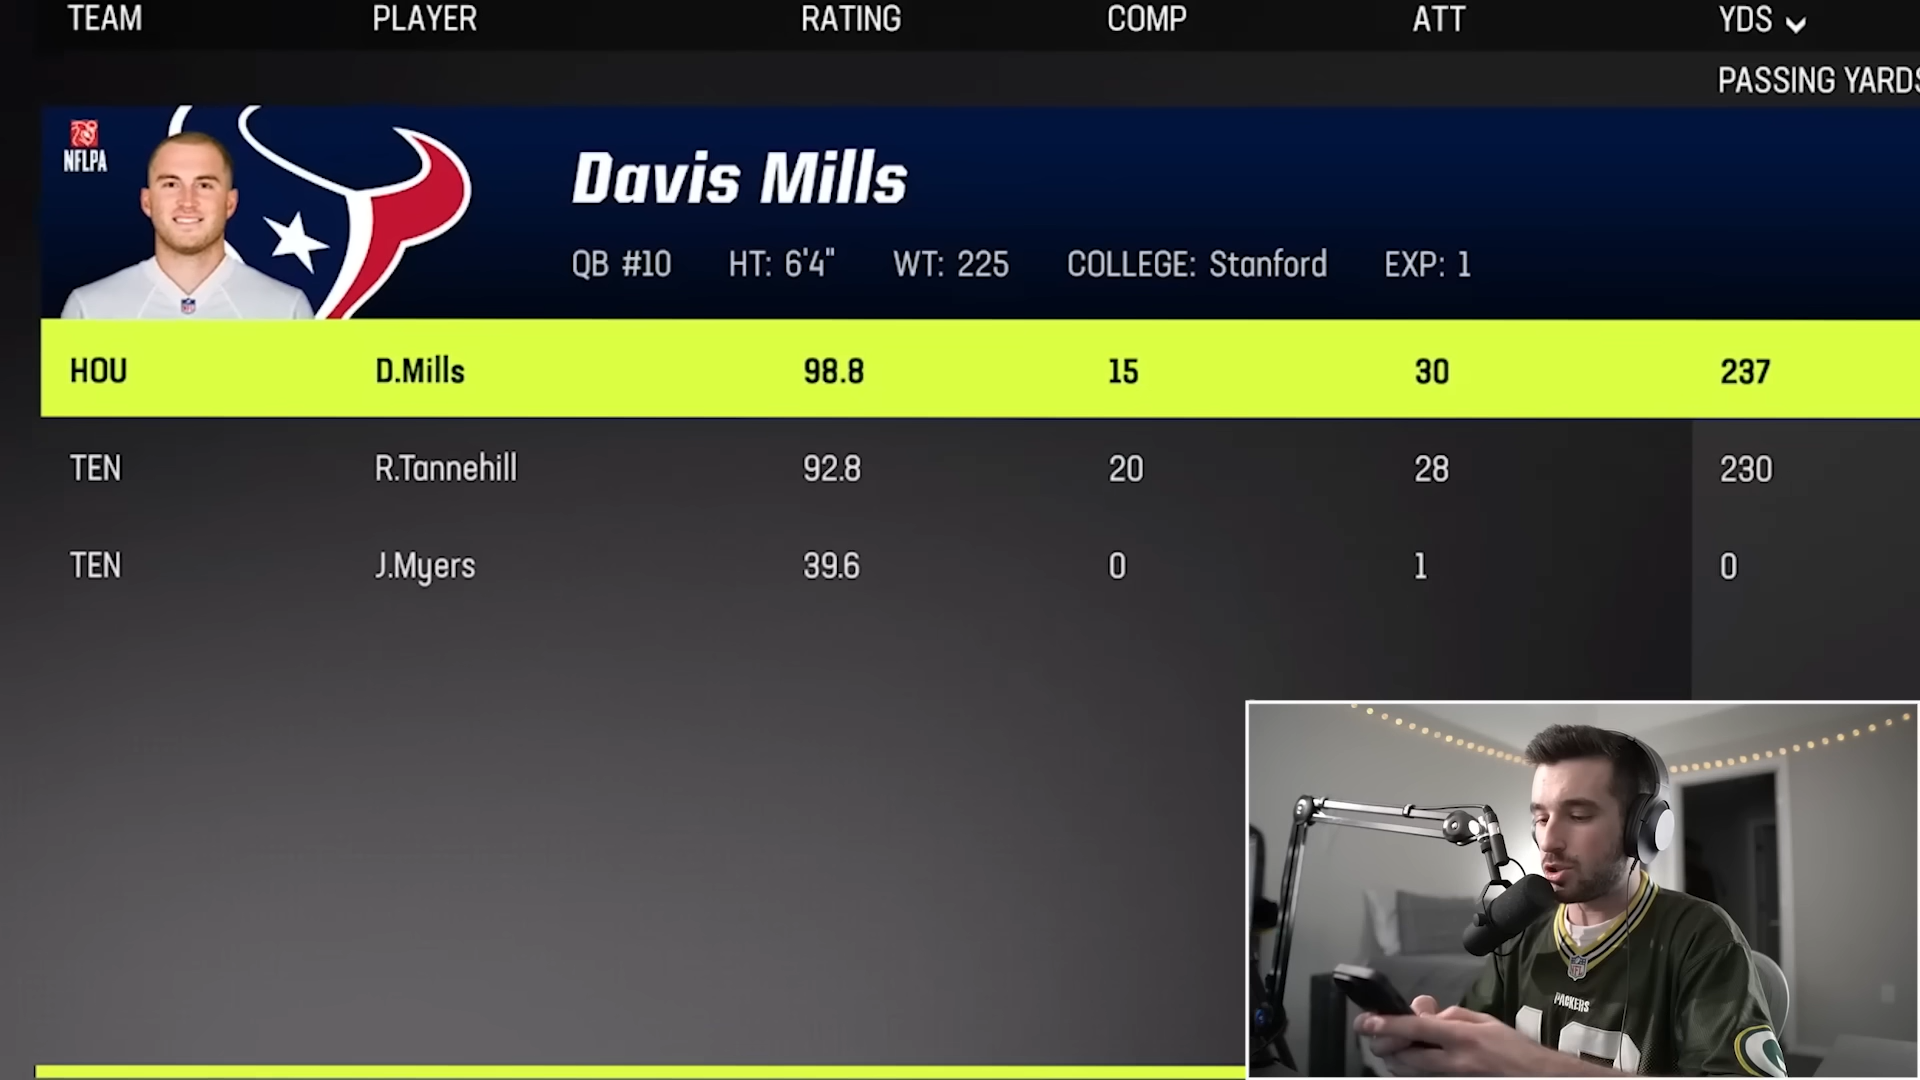 TEAM PLAYER RATING COMP ATT YDS
PASSING YARDS
NFLPA
Davis Mills
QB #10 HT: 6'4" WT: 225 COLLEGE: Stanford EXP: 1
HOU D.Mills 98.8 15 30 237
TEN R.Tannehill 92.8 20 28 230
TEN J.Myers 39.6 0 1 0
PACKERS